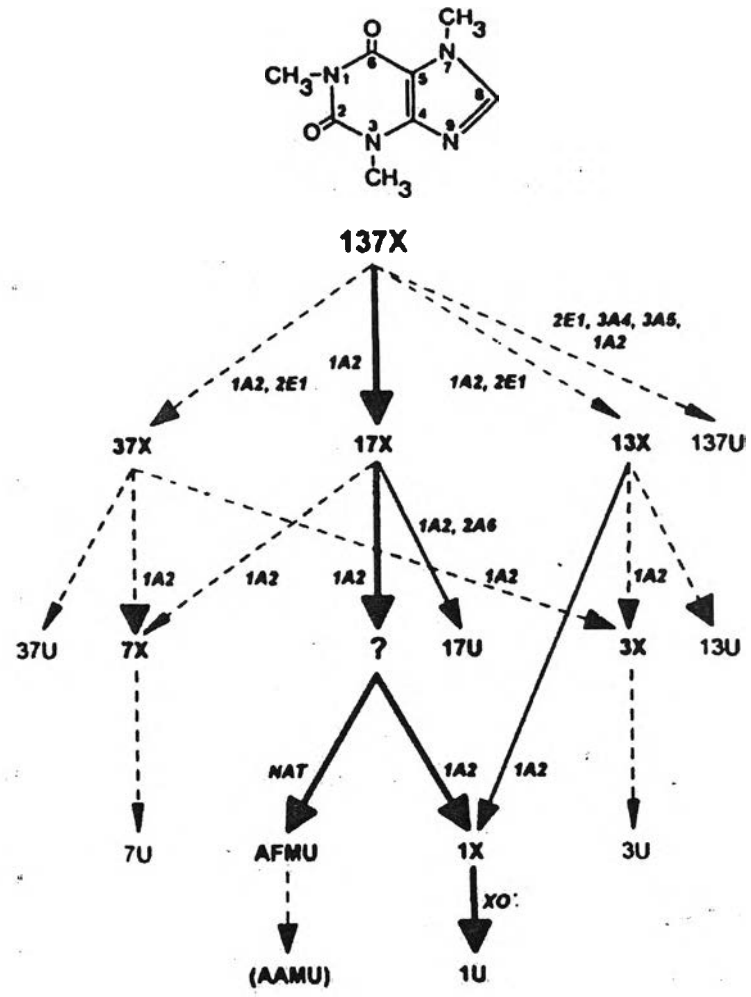 O CH₃
CH₃ N 1 6 5 N 7 8
O 2 3 N 4 N 9
CH₃
137X
2E1, 3A4, 3A5,
1A2
1A2, 2E1 1A2 1A2, 2E1
37X 17X 13X 137U
1A2, 2A6
1A2 1A2 1A2 1A2 1A2
37U 7X ? 17U 3X 13U
NAT 1A2 1A2
7U AFMU 1X 3U
XO
(AAMU) 1U